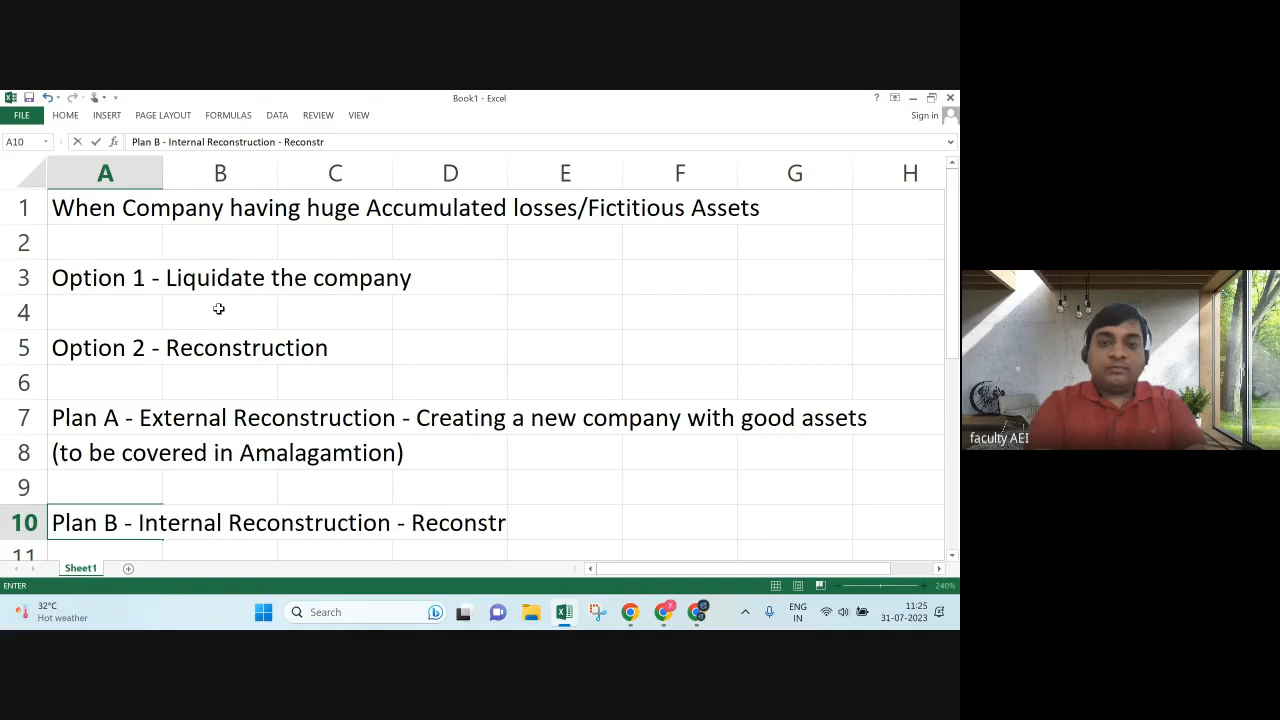 Book1 - Excel
?
FILE HOME INSERT PAGE LAYOUT FORMULAS DATA REVIEW VIEW
Sign in
A10 fx Plan B - Internal Reconstruction - Reconstr
A B C D E F G H
1 When Company having huge Accumulated losses/Fictitious Assets
2
3 Option 1 - Liquidate the company
4
5 Option 2 - Reconstruction
6
7 Plan A - External Reconstruction - Creating a new company with good assets
8 (to be covered in Amalagamtion)
9
10 Plan B - Internal Reconstruction - Reconstr
11
Sheet1
ENTER
240%
32°C
Hot weather
Search
7
ENG
IN
11:25
31-07-2023
faculty AEI